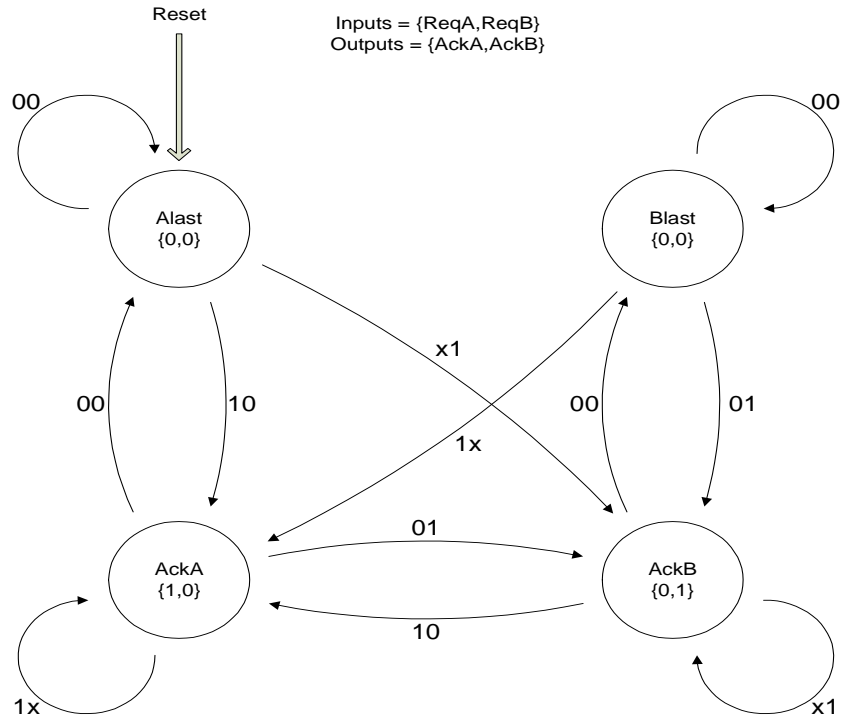 Reset
Inputs = {ReqA,ReqB}
Outputs = {AckA,AckB}
00
00
Alast
{0,0}
Blast
{0,0}
x1
00
10
00
01
1x
01
AckA
{1,0}
AckB
{0,1}
10
1x
x1